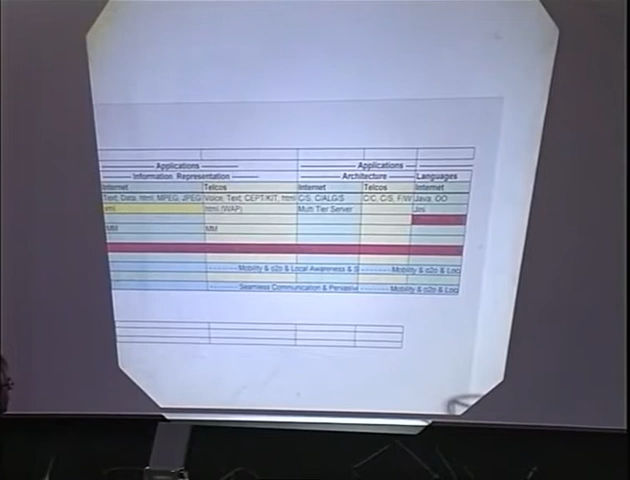 Applications Applications
Information Representation Architecture Languages
Internet Telcos Internet Telcos Internet
Text, Data, html, MPEG, JPEG Voice, Text, CEPT/KIT, html C/S, C/ALG/S C/C, C/S, F/W Java, OO
xml html (WAP) Multi Tier Server Jini
MM MM
Mobility & o2o & Local Awareness & S Mobility & o2o & Loc
Seamless Communication & Pervasive Mobility & o2o & Loc